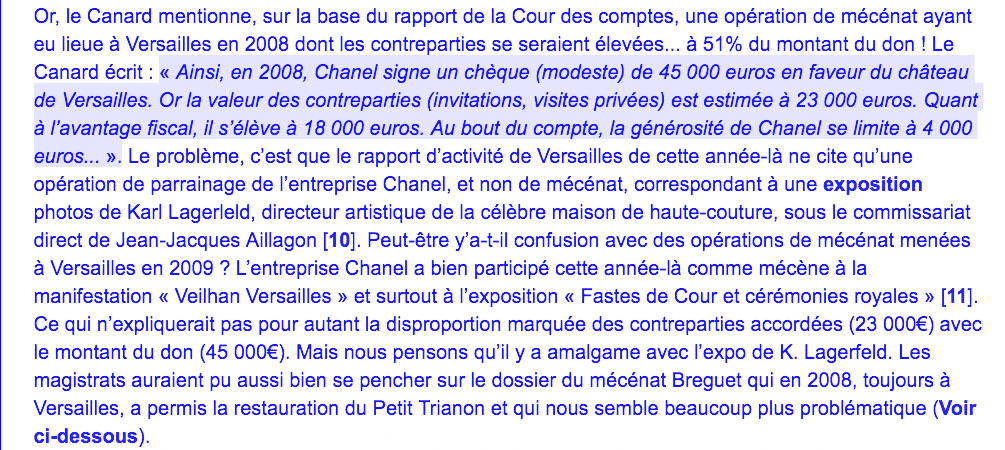 Or, le Canard mentionne, sur la base du rapport de la Cour des comptes, une opération de mécénat ayant
eu lieue à Versailles en 2008 dont les contreparties se seraient élevées... à 51% du montant du don ! Le
Canard écrit : « Ainsi, en 2008, Chanel signe un chèque (modeste) de 45 000 euros en faveur du château
de Versailles. Or la valeur des contreparties (invitations, visites privées) est estimée à 23 000 euros. Quant
à l’avantage fiscal, il s’élève à 18 000 euros. Au bout du compte, la générosité de Chanel se limite à 4 000
euros... ». Le problème, c’est que le rapport d’activité de Versailles de cette année-là ne cite qu’une
opération de parrainage de l’entreprise Chanel, et non de mécénat, correspondant à une exposition
photos de Karl Lagerleld, directeur artistique de la célèbre maison de haute-couture, sous le commissariat
direct de Jean-Jacques Aillagon [10]. Peut-être y’a-t-il confusion avec des opérations de mécénat menées
à Versailles en 2009 ? L’entreprise Chanel a bien participé cette année-là comme mécène à la
manifestation « Veilhan Versailles » et surtout à l’exposition « Fastes de Cour et cérémonies royales » [11].
Ce qui n’expliquerait pas pour autant la disproportion marquée des contreparties accordées (23 000€) avec
le montant du don (45 000€). Mais nous pensons qu’il y a amalgame avec l’expo de K. Lagerfeld. Les
magistrats auraient pu aussi bien se pencher sur le dossier du mécénat Breguet qui en 2008, toujours à
Versailles, a permis la restauration du Petit Trianon et qui nous semble beaucoup plus problématique (Voir
ci-dessous).